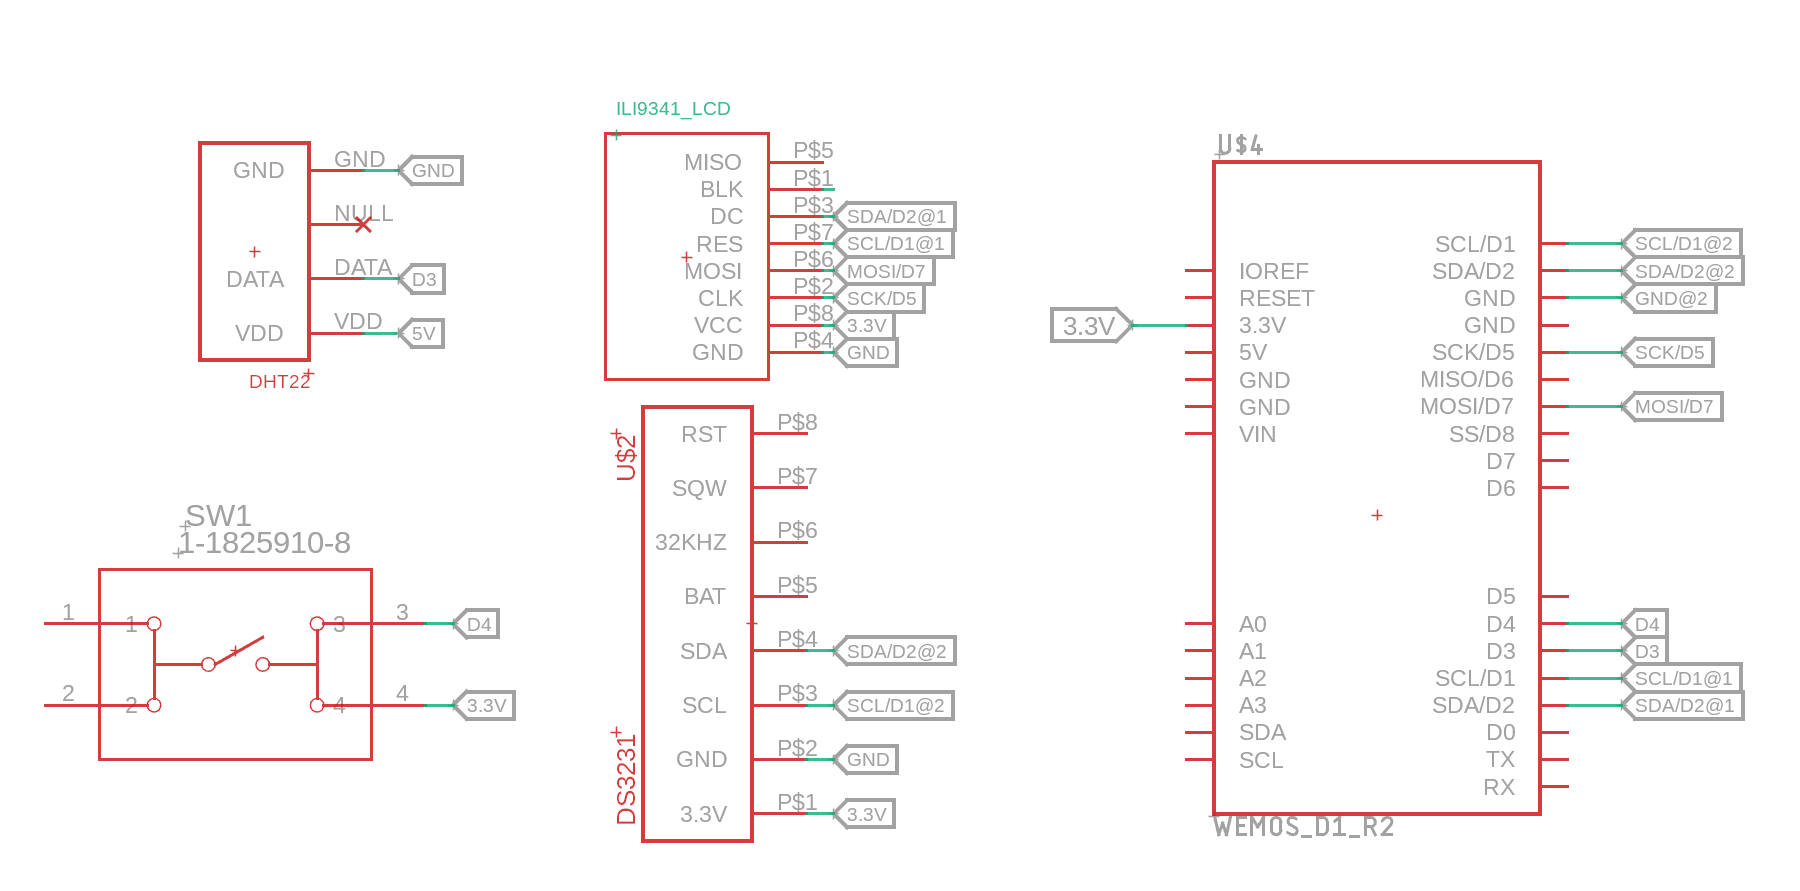 GND GND GND
NULL
DATA DATA D3
VDD VDD 5V
DHT22
SW1
1-1825910-8
1 1 3 3 D4
2 2 4 4 3.3V
ILI9341_LCD
MISO P$5
BLK P$1
DC P$3 SDA/D2@1
RES P$7 SCL/D1@1
MOSI P$6 MOSI/D7
CLK P$2 SCK/D5
VCC P$8 3.3V
GND P$4 GND
U$2
RST P$8
SQW P$7
32KHZ P$6
BAT P$5
SDA P$4 SDA/D2@2
SCL P$3 SCL/D1@2
GND P$2 GND
3.3V P$1 3.3V
DS3231
U$4
SCL/D1 SCL/D1@2
IOREF SDA/D2 SDA/D2@2
RESET GND GND@2
3.3V 3.3V GND
5V SCK/D5 SCK/D5
GND MISO/D6
GND MOSI/D7 MOSI/D7
VIN SS/D8
D7
D6
D5
A0 D4 D4
A1 D3 D3
A2 SCL/D1 SCL/D1@1
A3 SDA/D2 SDA/D2@1
SDA D0
SCL TX
RX
WEMOS_D1_R2